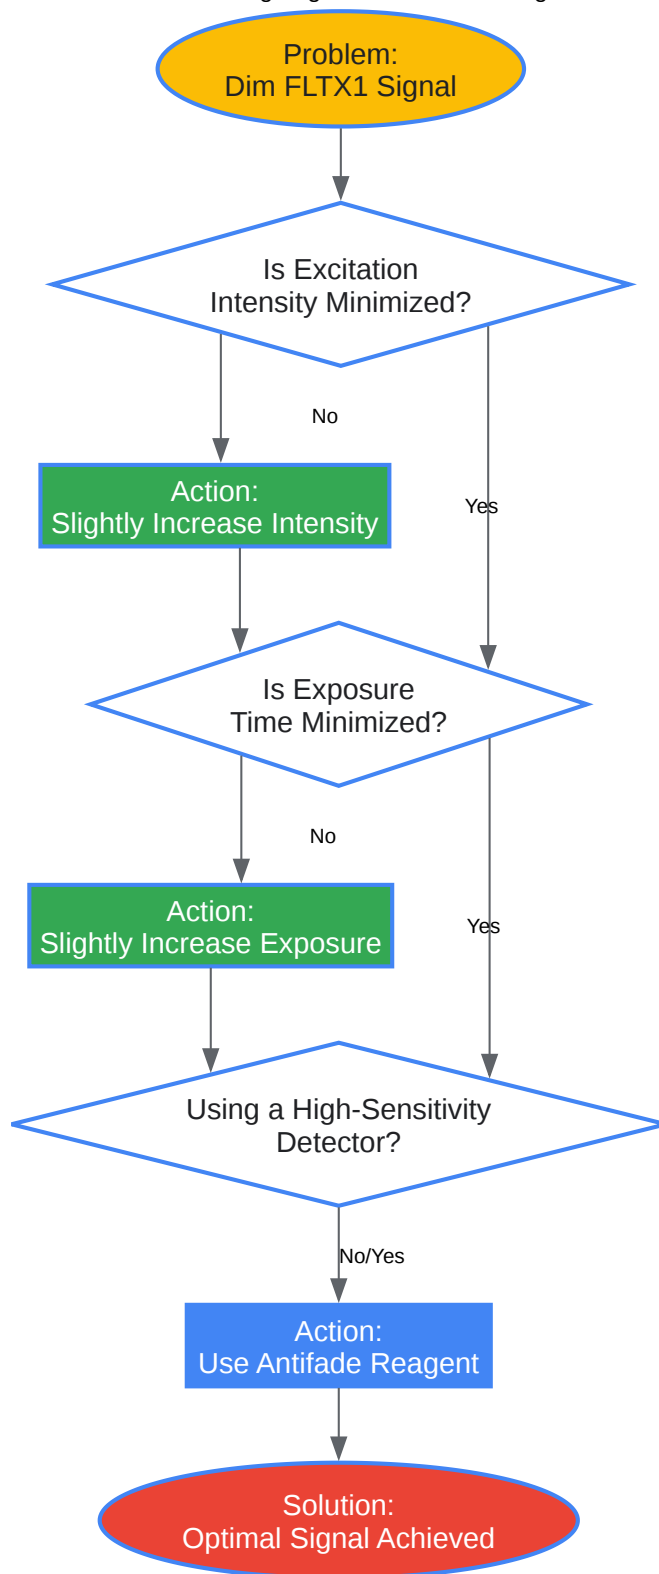 Problem:
Dim FLTX1 Signal
Is Excitation
Intensity Minimized?
No
Action:
Slightly Increase Intensity
Yes
Is Exposure
Time Minimized?
No
Action:
Slightly Increase Exposure
Yes
Using a High-Sensitivity
Detector?
No/Yes
Action:
Use Antifade Reagent
Solution:
Optimal Signal Achieved